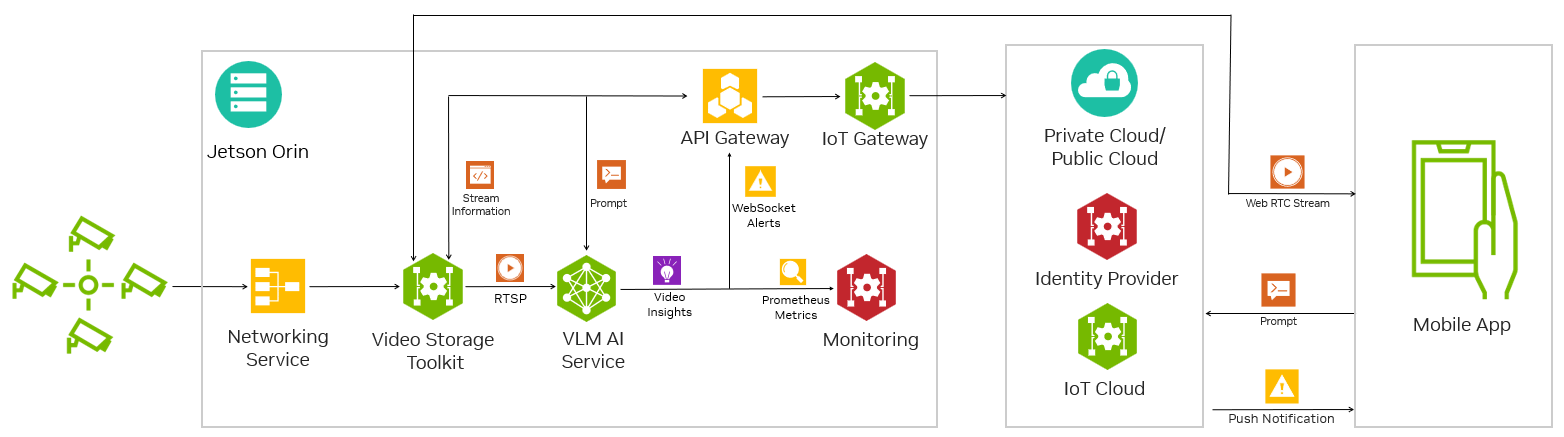 Jetson Orin
API Gateway
IoT Gateway
Private Cloud/
Public Cloud
Stream
Information
Prompt
WebSocket
Alerts
Web RTC Stream
Networking
Service
Video Storage
Toolkit
RTSP
VLM AI
Service
Video
Insights
Prometheus
Metrics
Monitoring
Identity Provider
IoT Cloud
Prompt
Push Notification
Mobile App